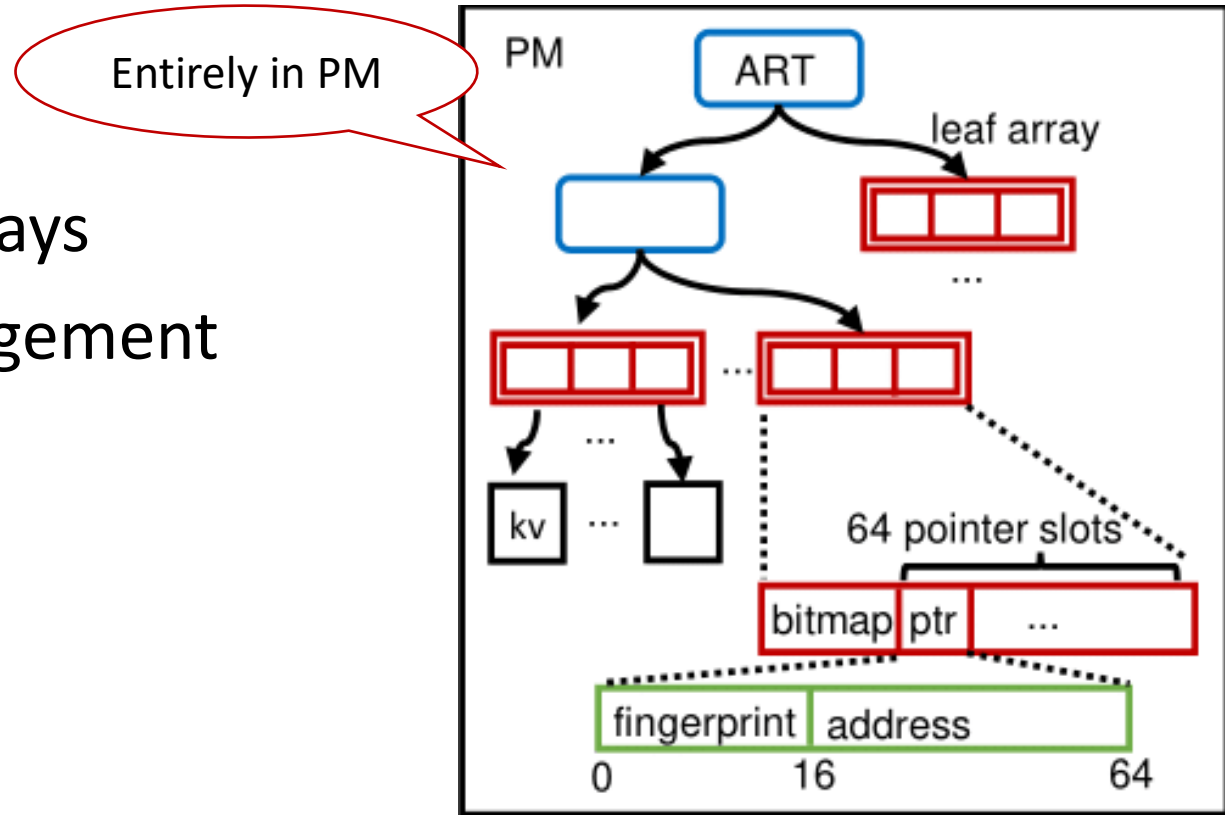 Entirely in PM
ays
gement
PM
ART
leaf array
...
...
...
kv
...
64 pointer slots
bitmap
ptr
...
fingerprint
address
0
16
64